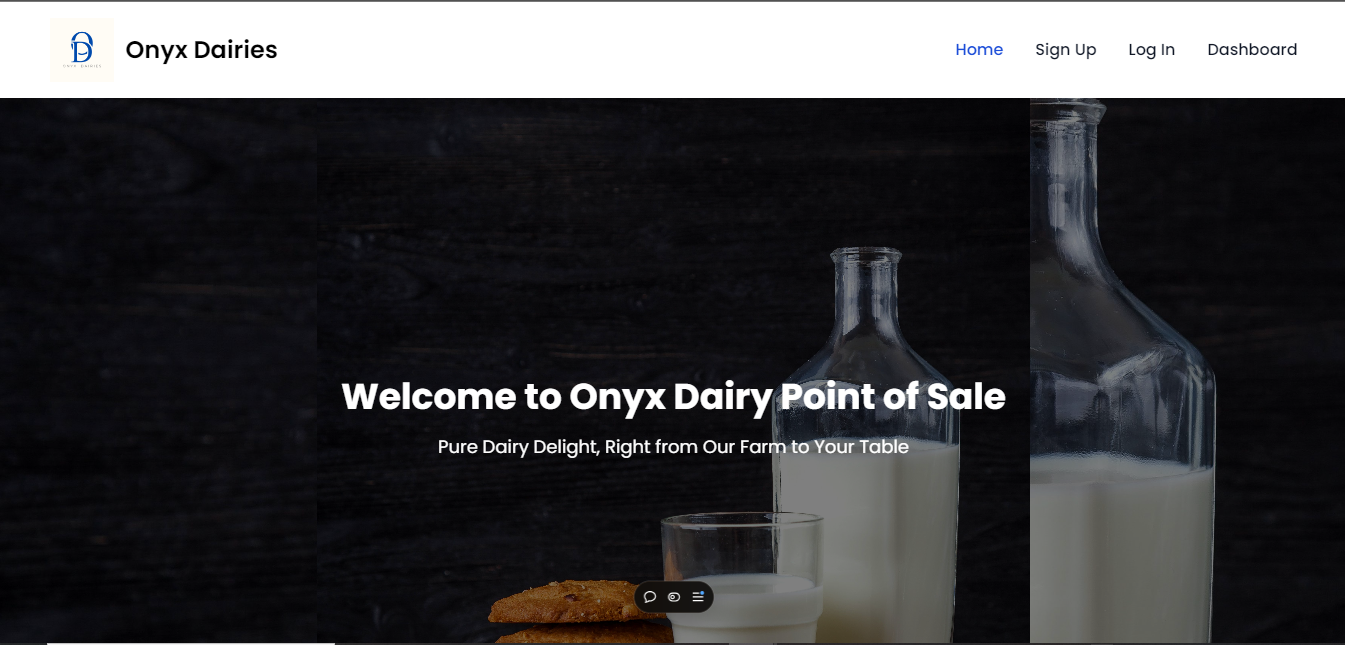 Onyx Dairies
Home
Sign Up
Log In
Dashboard
Welcome to Onyx Dairy Point of Sale
Pure Dairy Delight, Right from Our Farm to Your Table